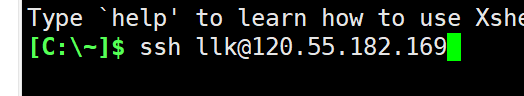 Type `help' to learn how to use Xshe
[C:\~]$ ssh llk@120.55.182.169